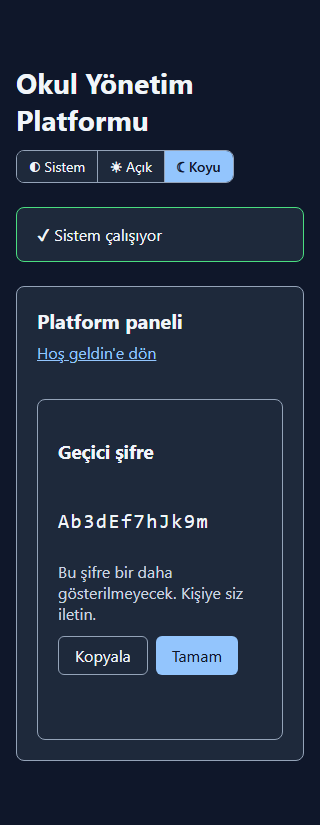 Okul Yönetim
Platformu
Sistem
Açık
Koyu
✓ Sistem çalışıyor
Platform paneli
Hoş geldin'e dön
Geçici şifre
Ab3dEf7hJk9m
Bu şifre bir daha
gösterilmeyecek. Kişiye siz
iletin.
Kopyala
Tamam